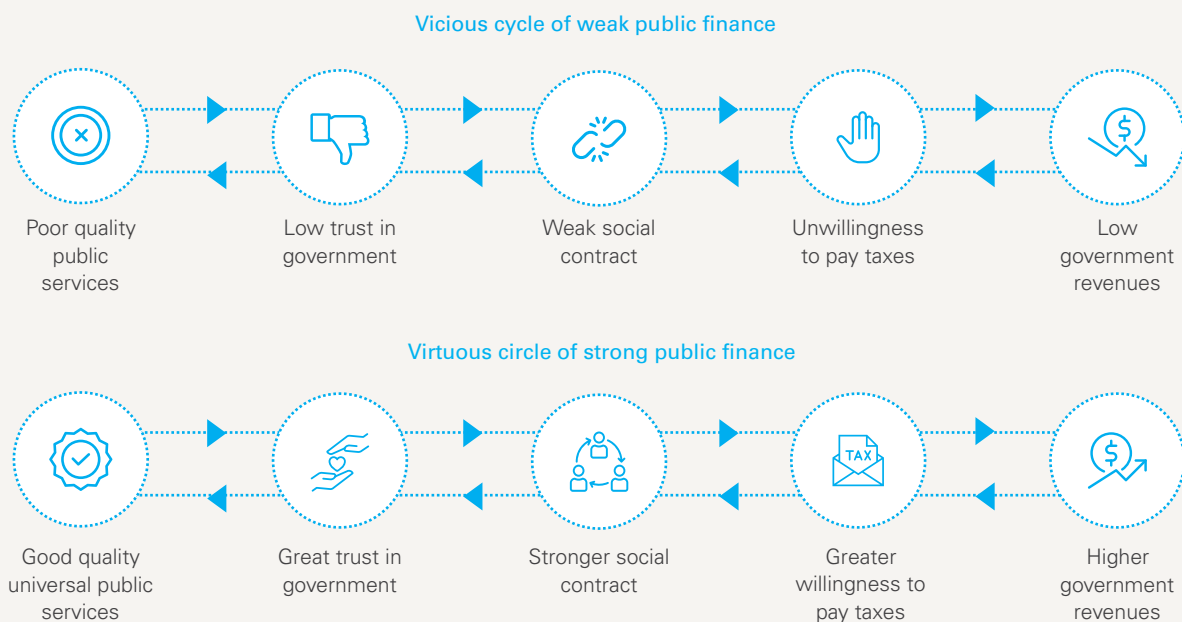 Vicious cycle of weak public finance
$
Poor quality
public
services
Low trust in
government
Weak social
contract
Unwillingness
to pay taxes
Low
government
revenues
Virtuous circle of strong public finance
TAX
$
Good quality
universal public
services
Great trust in
government
Stronger social
contract
Greater
willingness to
pay taxes
Higher
government
revenues